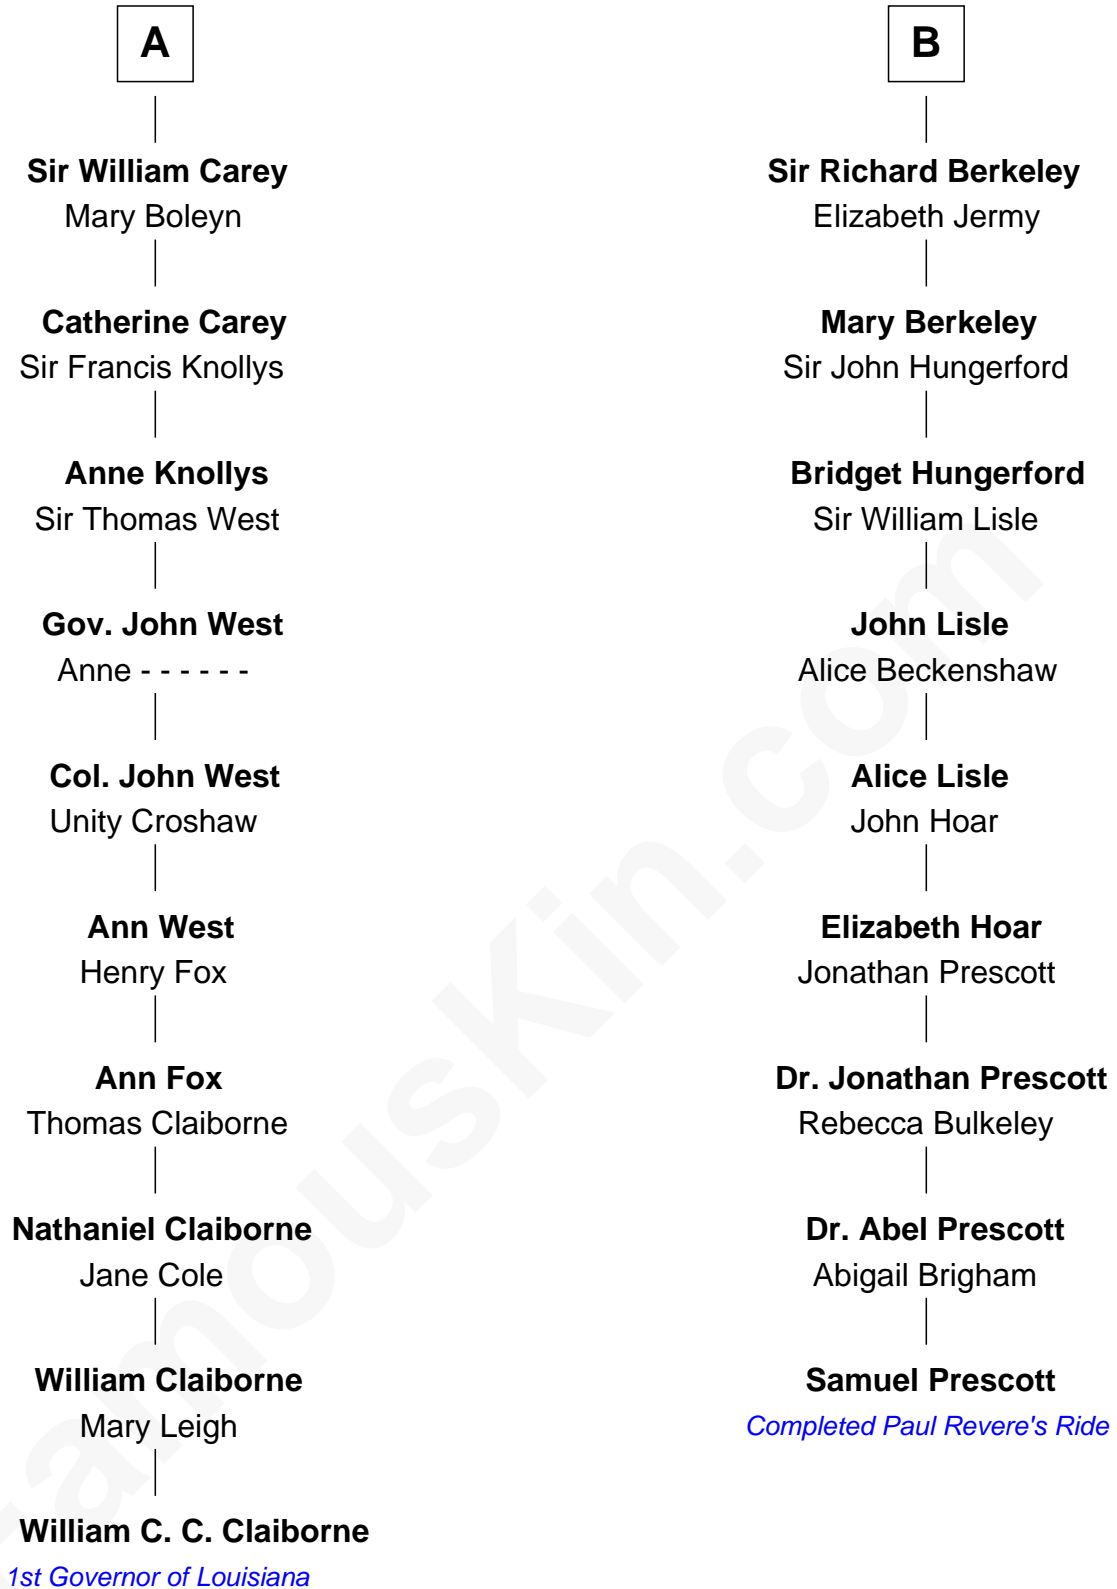 A
Sir William Carey
Mary Boleyn
Catherine Carey
Sir Francis Knollys
Anne Knollys
Sir Thomas West
Gov. John West
Anne - - - - - -
Col. John West
Unity Croshaw
Ann West
Henry Fox
Ann Fox
Thomas Claiborne
Nathaniel Claiborne
Jane Cole
William Claiborne
Mary Leigh
William C. C. Claiborne
1st Governor of Louisiana
B
Sir Richard Berkeley
Elizabeth Jermy
Mary Berkeley
Sir John Hungerford
Bridget Hungerford
Sir William Lisle
John Lisle
Alice Beckenshaw
Alice Lisle
John Hoar
Elizabeth Hoar
Jonathan Prescott
Dr. Jonathan Prescott
Rebecca Bulkeley
Dr. Abel Prescott
Abigail Brigham
Samuel Prescott
Completed Paul Revere's Ride
FamousKin.com